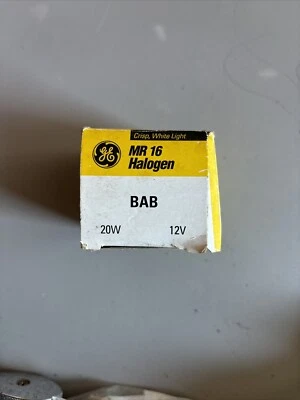 Crisp, White Light
GE
MR 16
Halogen
BAB
20W 12V